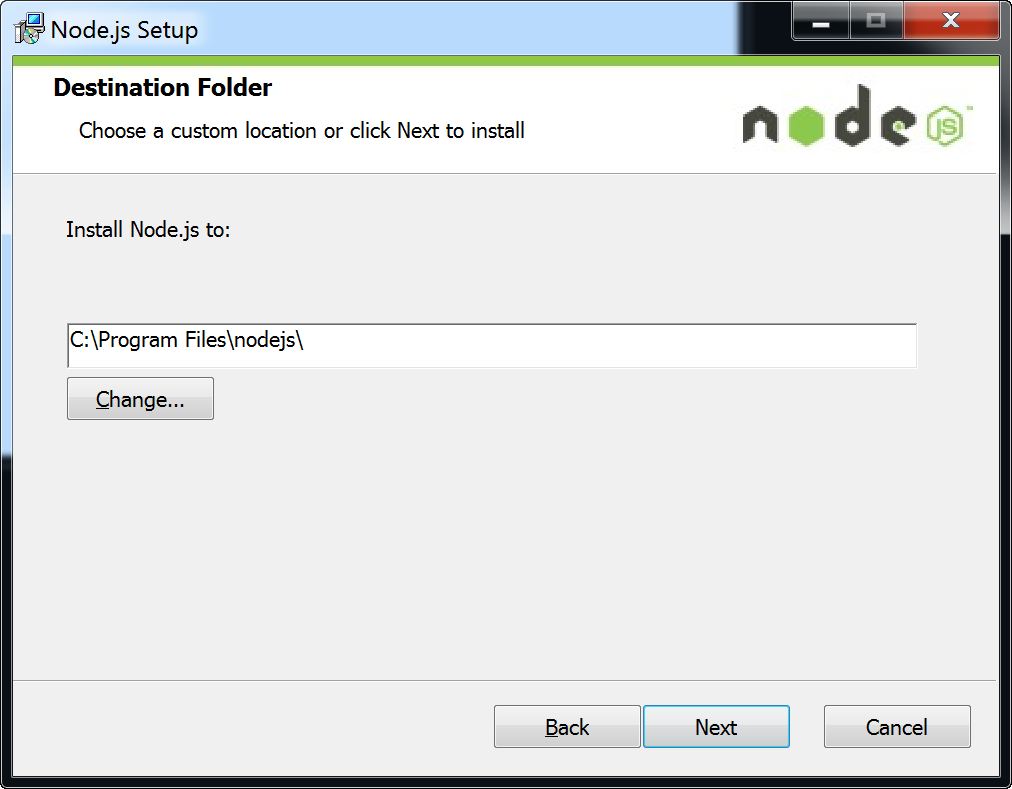 Node.js Setup
Destination Folder
Choose a custom location or click Next to install
node JS ™
Install Node.js to:
C:\Program Files\nodejs\
Change...
Back
Next
Cancel